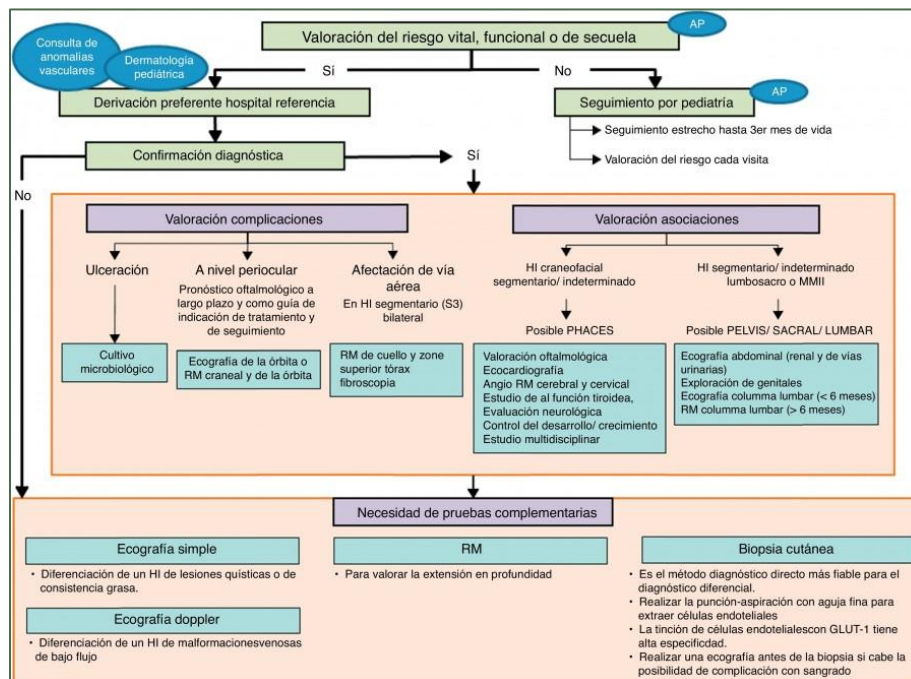 Valoración del riesgo vital, funcional o de secuela
AP
Consulta de
anomalías
vasculares
Dermatología
pediátrica
Sí
No
Derivación preferente hospital referencia
Seguimiento por pediatría
AP
Seguimiento estrecho hasta 3er mes de vida
Valoración del riesgo cada visita
Confirmación diagnóstica
Sí
No
Valoración complicaciones
Ulceración
Cultivo
microbiológico
A nivel periocular
Pronóstico oftalmológico a
largo plazo y como guía de
indicación de tratamiento y
de seguimiento
Ecografía de la órbita o
RM craneal y de la órbita
Afectación de vía
aérea
En HI segmentario (S3)
bilateral
RM de cuello y zone
superior tórax
fibroscopia
Valoración asociaciones
HI craneofacial
segmentario/ indeterminado
Posible PHACES
Valoración oftalmológica
Ecocardiografía
Angio RM cerebral y cervical
Estudio de al función tiroidea,
Evaluación neurológica
Control del desarrollo/ crecimiento
Estudio multidisciplinar
HI segmentario/ indeterminado
lumbosacro o MMII
Posible PELVIS/ SACRAL/ LUMBAR
Ecografía abdominal (renal y de vías
urinarias)
Exploración de genitales
Ecografía columma lumbar (< 6 meses)
RM columma lumbar (> 6 meses)
Necesidad de pruebas complementarias
Ecografía simple
• Diferenciación de un HI de lesiones quísticas o de
consistencia grasa.
Ecografía doppler
• Diferenciación de un HI de malformacionesvenosas
de bajo flujo
RM
• Para valorar la extensión en profundidad
Biopsia cutánea
• Es el método diagnóstico directo más fiable para el
diagnóstico diferencial.
• Realizar la punción-aspiración con aguja fina para
extraer células endoteliales
• La tinción de células endotelialescon GLUT-1 tiene
alta especificdad.
• Realizar una ecografía antes de la biopsia si cabe la
posibilidad de complicación con sangrado